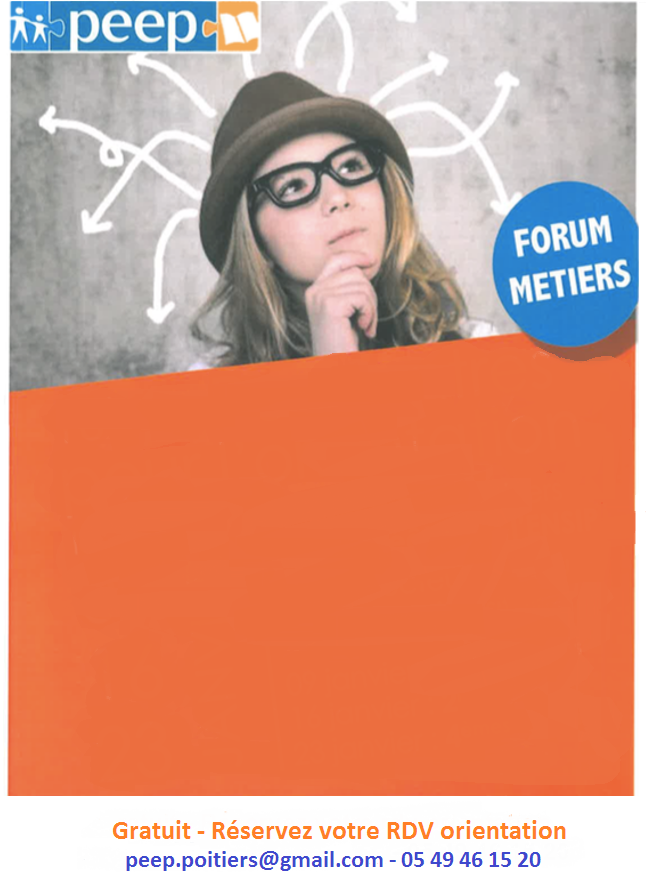 peep
FORUM
METIERS
Gratuit - Réservez votre RDV orientation
peep.poitiers@gmail.com - 05 49 46 15 20